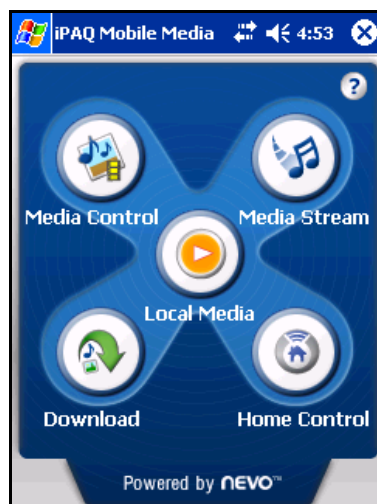 iPAQ Mobile Media 4:53
?
Media Control
Media Stream
Local Media
Download
Home Control
Powered by nevo™